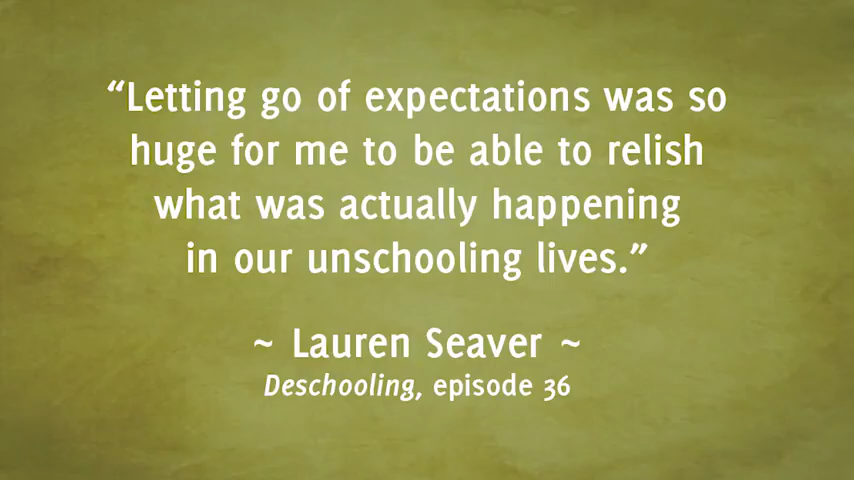 “Letting go of expectations was so
huge for me to be able to relish
what was actually happening
in our unschooling lives.”
~ Lauren Seaver ~
Deschooling, episode 36